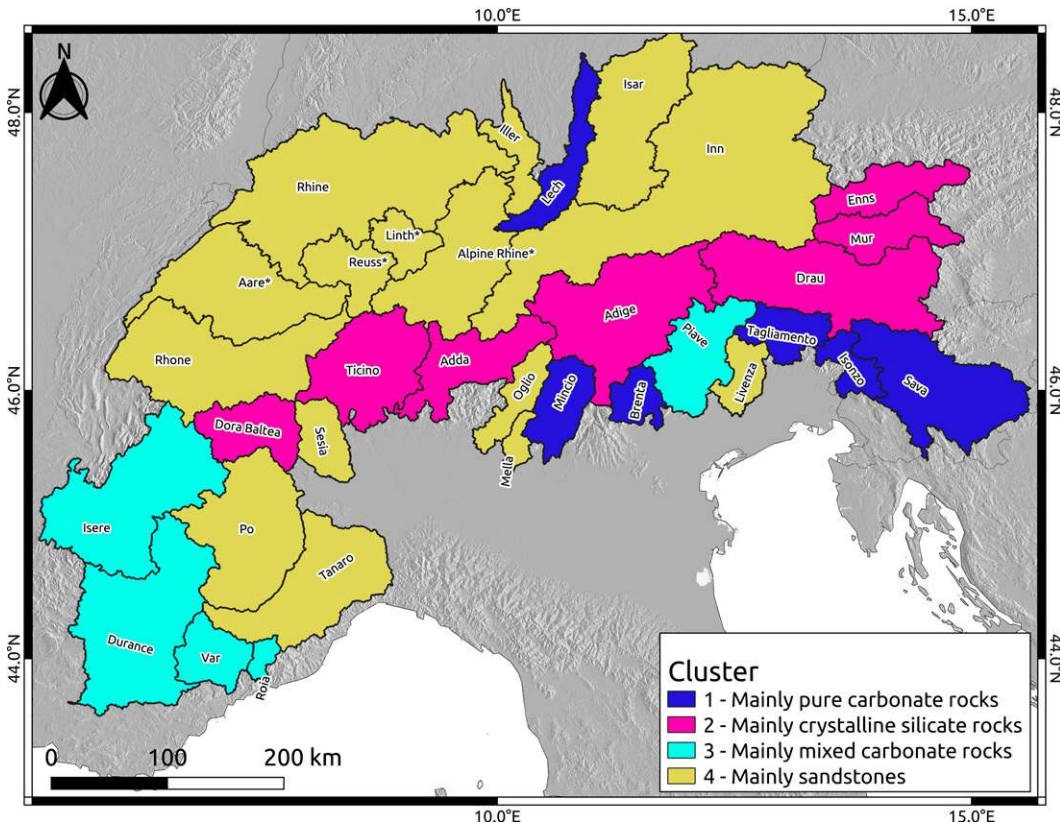 10.0°E
15.0°E
N
48.0°N
48.0°N
Isar
Iller
Inn
Rhine
Lech
Enns
Linth*
Mur
Reuss*
Alpine Rhine*
Aare*
Drau
Adige
Piave
Tagliamento
Rhone
Ticino
Adda
Isonzo
46.0°N
46.0°N
Oglio
Mincio
Brenta
Livenza
Sava
Dora Baltea
Sesia
Mella
Isere
Po
Tanaro
Durance
Var
Roia
44.0°N
44.0°N
Cluster
1 - Mainly pure carbonate rocks
2 - Mainly crystalline silicate rocks
3 - Mainly mixed carbonate rocks
4 - Mainly sandstones
0 100 200 km
10.0°E
15.0°E